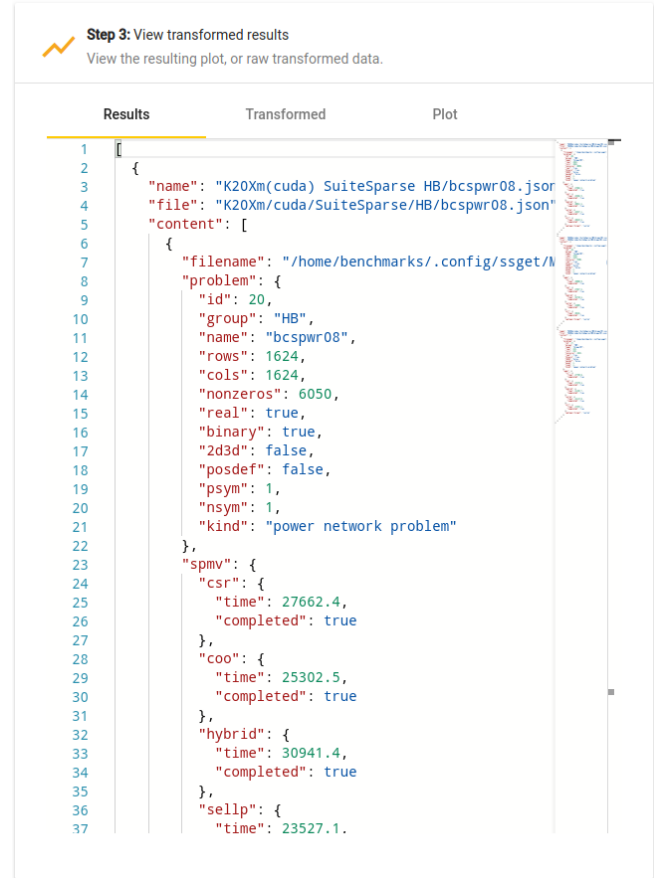 Step 3: View transformed results
View the resulting plot, or raw transformed data.
Results Transformed Plot
1 [
2 {
3 "name": "K20Xm(cuda) SuiteSparse HB/bcspwr08.json
4 "file": "K20Xm/cuda/SuiteSparse/HB/bcspwr08.json"
5 "content": [
6 {
7 "filename": "/home/benchmarks/.config/ssget/M
8 "problem": {
9 "id": 20,
10 "group": "HB",
11 "name": "bcspwr08",
12 "rows": 1624,
13 "cols": 1624,
14 "nonzeros": 6050,
15 "real": true,
16 "binary": true,
17 "2d3d": false,
18 "posdef": false,
19 "psym": 1,
20 "nsym": 1,
21 "kind": "power network problem"
22 },
23 "spmv": {
24 "csr": {
25 "time": 27662.4,
26 "completed": true
27 },
28 "coo": {
29 "time": 25302.5,
30 "completed": true
31 },
32 "hybrid": {
33 "time": 30941.4,
34 "completed": true
35 },
36 "sellp": {
37 "time": 23527.1,